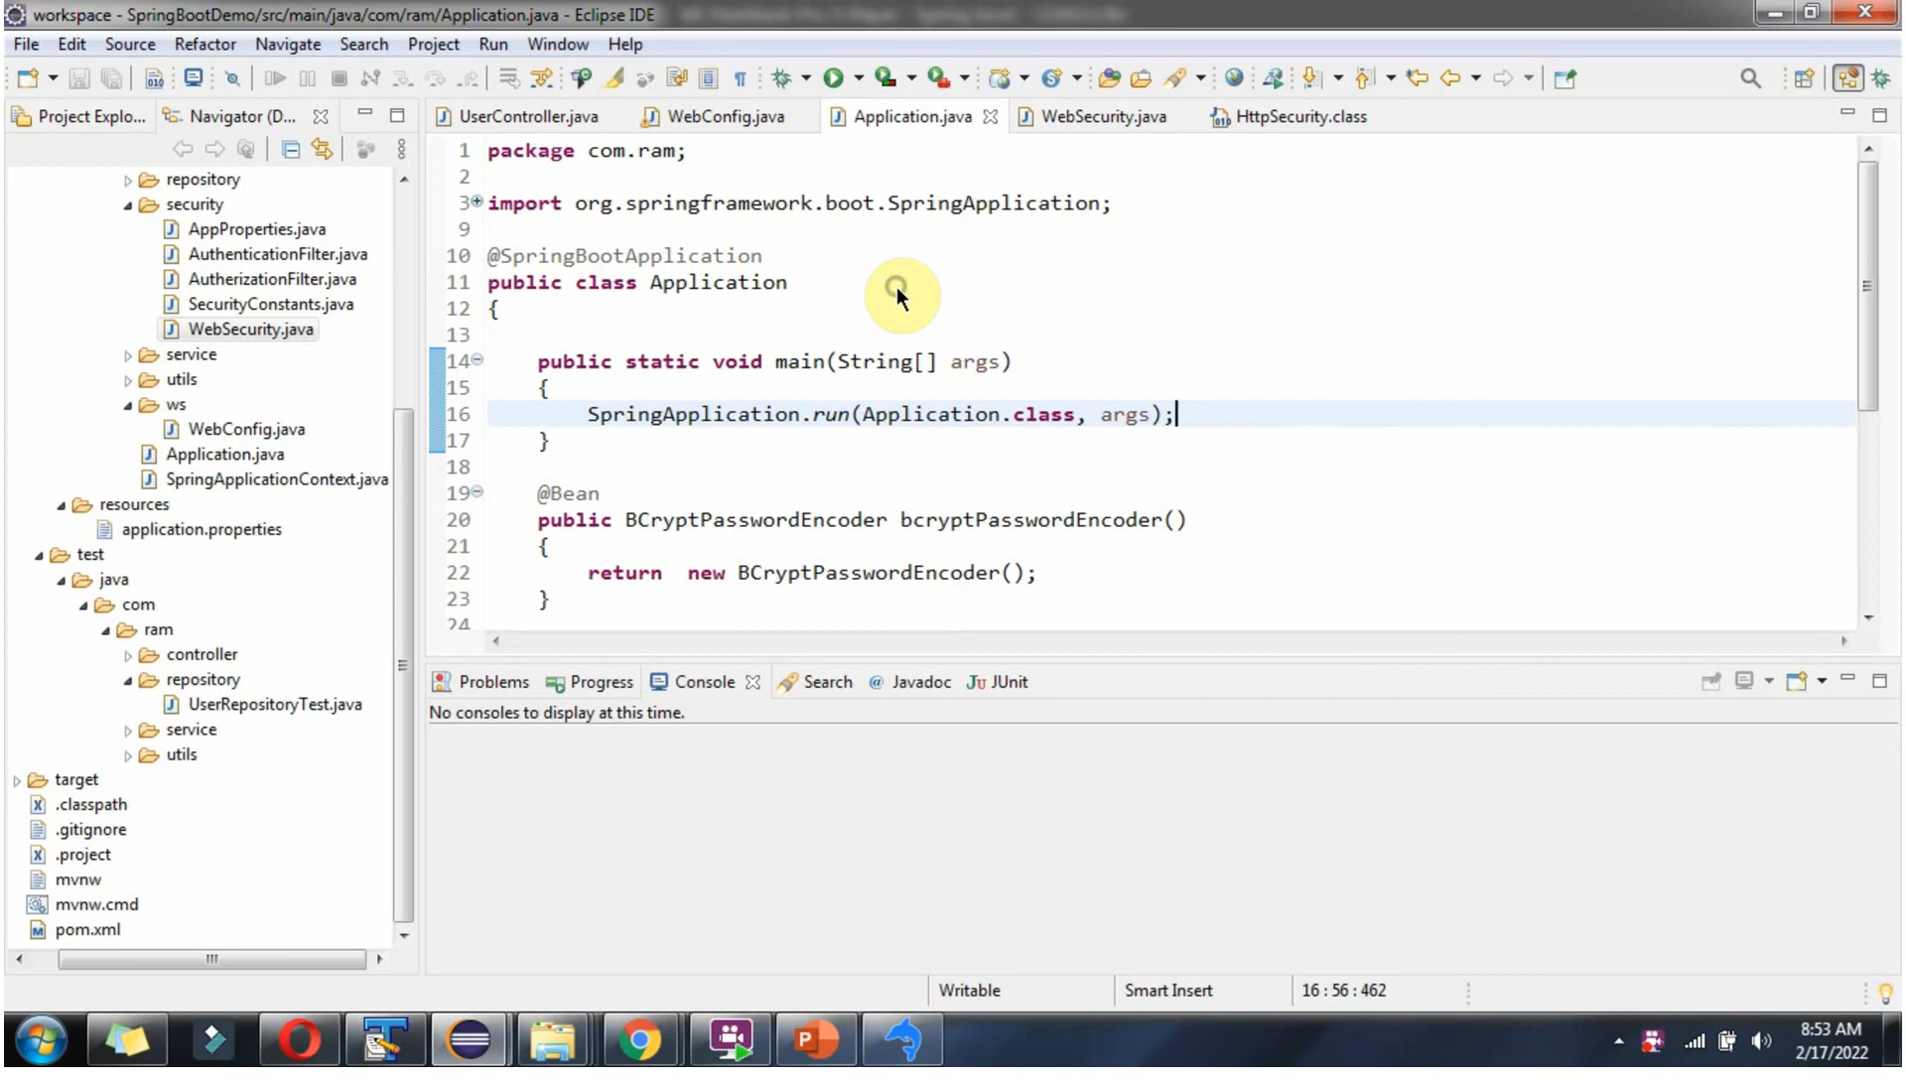 workspace - SpringBootDemo/src/main/java/com/ram/Application.java - Eclipse IDE
File Edit Source Refactor Navigate Search Project Run Window Help
Project Explo... Navigator (D...
UserController.java WebConfig.java Application.java WebSecurity.java HttpSecurity.class
repository
security
AppProperties.java
AuthenticationFilter.java
AutherizationFilter.java
SecurityConstants.java
WebSecurity.java
service
utils
ws
WebConfig.java
Application.java
SpringApplicationContext.java
resources
application.properties
test
java
com
ram
controller
repository
UserRepositoryTest.java
service
utils
target
.classpath
.gitignore
.project
mvnw
mvnw.cmd
pom.xml
1 package com.ram;
2
3 import org.springframework.boot.SpringApplication;
9
10 @SpringBootApplication
11 public class Application
12 {
13
14 public static void main(String[] args)
15 {
16 SpringApplication.run(Application.class, args);
17 }
18
19 @Bean
20 public BCryptPasswordEncoder bcryptPasswordEncoder()
21 {
22 return  new BCryptPasswordEncoder();
23 }
24
Problems Progress Console Search @ Javadoc Ju JUnit
No consoles to display at this time.
Writable Smart Insert 16 : 56 : 462
8:53 AM
2/17/2022